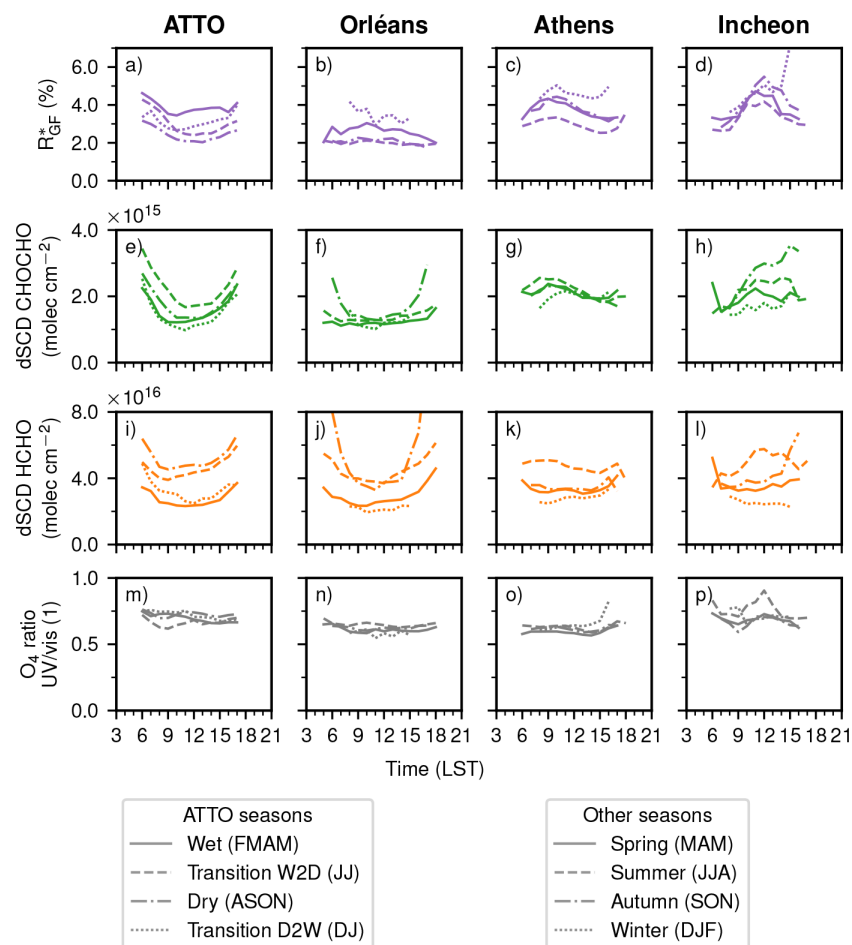 ATTO Orléans Athens Incheon
R*GF (%)
6.0
4.0
2.0
0.0
a) b) c) d)
× 10¹⁵
dSCD CHOCHO
(molec cm⁻²)
4.0
2.0
0.0
e) f) g) h)
× 10¹⁶
dSCD HCHO
(molec cm⁻²)
8.0
4.0
0.0
i) j) k) l)
O₄ ratio
UV/vis (1)
1.0
0.5
0.0
m) n) o) p)
3 6 9 12 15 18 21 3 6 9 12 15 18 21 3 6 9 12 15 18 21 3 6 9 12 15 18 21
Time (LST)
ATTO seasons
Wet (FMAM)
Transition W2D (JJ)
Dry (ASON)
Transition D2W (DJ)
Other seasons
Spring (MAM)
Summer (JJA)
Autumn (SON)
Winter (DJF)